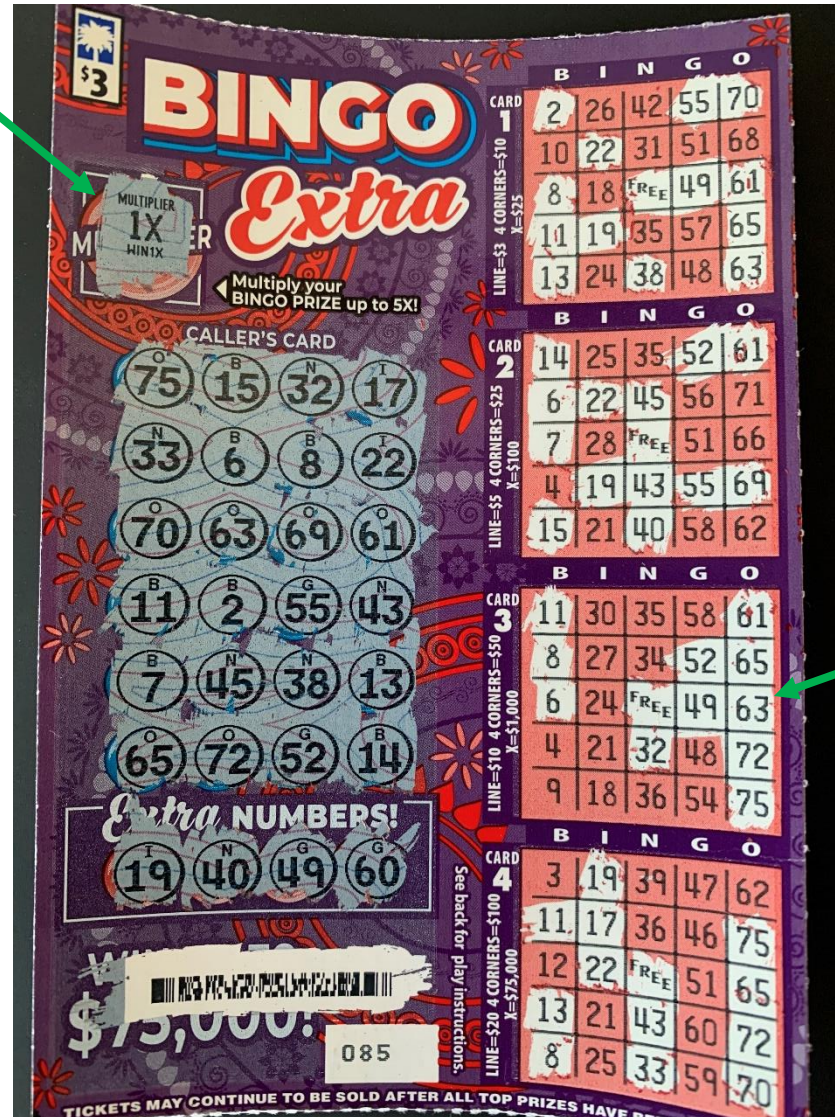 $3
BINGO
Extra
MULTIPLIER
1X
WIN1X
Multiply your
BINGO PRIZE up to 5X!
CALLER'S CARD
O B N I
75 15 32 17
N B B I
33 6 8 22
O O O O
70 63 69 61
B B G N
11 2 55 43
B N N B
7 45 38 13
O O G B
65 72 52 14
Extra NUMBERS!
I N G G
19 40 49 60
$75,000!
085
See back for play instructions.
B I N G O
CARD
1
LINE=$3 4 CORNERS=$10
X=$25
2 26 42 55 70
10 22 31 51 68
8 18 FREE 49 61
11 19 35 57 65
13 24 38 48 63
B I N G O
CARD
2
LINE=$5 4 CORNERS=$25
X=$100
14 25 35 52 61
6 22 45 56 71
7 28 FREE 51 66
4 19 43 55 69
15 21 40 58 62
B I N G O
CARD
3
LINE=$10 4 CORNERS=$50
X=$1,000
11 30 35 58 61
8 27 34 52 65
6 24 FREE 49 63
4 21 32 48 72
9 18 36 54 75
B I N G O
CARD
4
LINE=$20 4 CORNERS=$100
X=$75,000
3 19 39 47 62
11 17 36 46 75
12 22 FREE 51 65
13 21 43 60 72
8 25 33 59 70
TICKETS MAY CONTINUE TO BE SOLD AFTER ALL TOP PRIZES HAVE